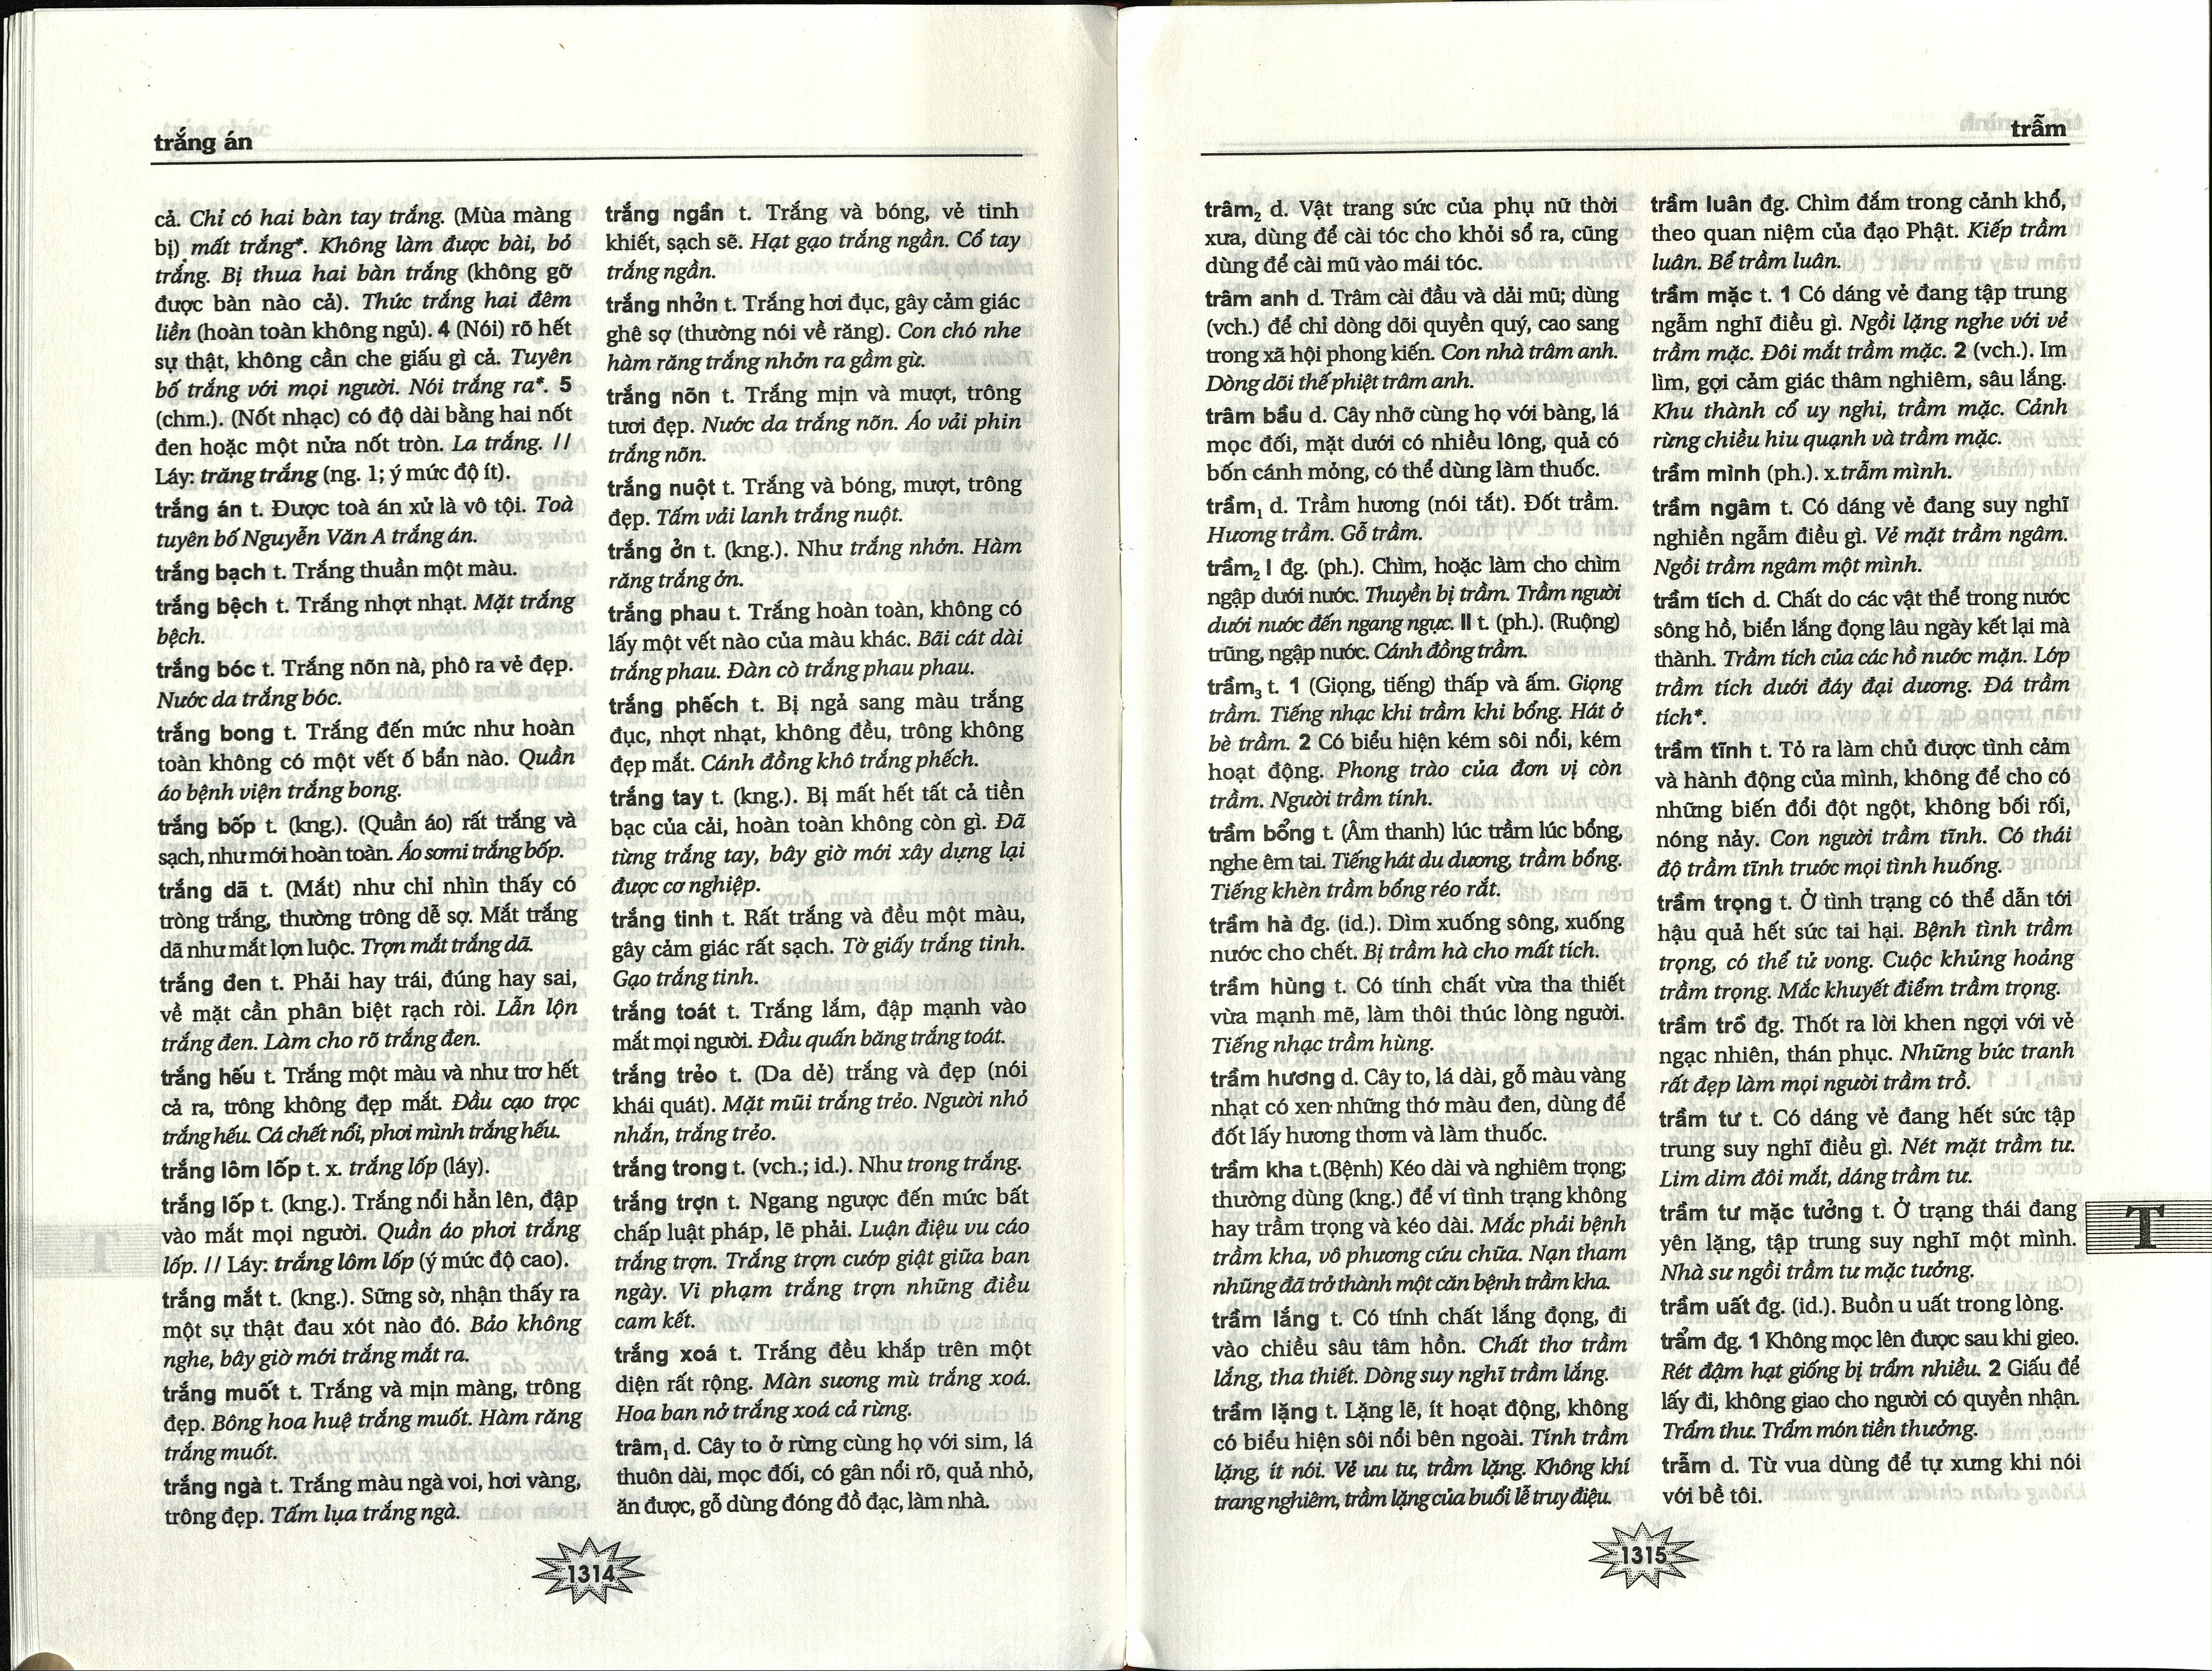 trắng án
cả. Chỉ có hai bàn tay trắng. (Mùa màng
bị) mất trắng*. Không làm được bài, bỏ
trắng. Bị thua hai bàn trắng (không gỡ
được bàn nào cả). Thức trắng hai đêm
liền (hoàn toàn không ngủ). 4 (Nói) rõ hết
sự thật, không cần che giấu gì cả. Tuyên
bố trắng với mọi người. Nói trắng ra*. 5
(chm.). (Nốt nhạc) có độ dài bằng hai nốt
đen hoặc một nửa nốt tròn. La trắng. //
Láy: trăng trắng (ng. 1; ý mức độ ít).
trắng án t. Được toà án xử là vô tội. Toà
tuyên bố Nguyễn Văn A trắng án.
trắng bạch t. Trắng thuần một màu.
trắng bệch t. Trắng nhợt nhạt. Mặt trắng
bệch.
trắng bóc t. Trắng nõn nà, phô ra vẻ đẹp.
Nước da trắng bóc.
trắng bong t. Trắng đến mức như hoàn
toàn không có một vết ố bẩn nào. Quần
áo bệnh viện trắng bong.
trắng bốp t. (kng.). (Quần áo) rất trắng và
sạch, như mới hoàn toàn. Áo somi trắng bốp.
trắng dã t. (Mắt) như chỉ nhìn thấy có
tròng trắng, thường trông dễ sợ. Mắt trắng
dã như mắt lợn luộc. Trợn mắt trắng dã.
trắng đen t. Phải hay trái, đúng hay sai,
về mặt cần phân biệt rạch ròi. Lẫn lộn
trắng đen. Làm cho rõ trắng đen.
trắng hếu t. Trắng một màu và như trơ hết
cả ra, trông không đẹp mắt. Đầu cạo trọc
trắng hếu. Cá chết nổi, phơi mình trắng hếu.
trắng lôm lốp t. x. trắng lốp (láy).
trắng lốp t. (kng.). Trắng nổi hẳn lên, đập
vào mắt mọi người. Quần áo phơi trắng
lốp. // Láy: trắng lôm lốp (ý mức độ cao).
trắng mắt t. (kng.). Sững sờ, nhận thấy ra
một sự thật đau xót nào đó. Bảo không
nghe, bây giờ mới trắng mắt ra.
trắng muốt t. Trắng và mịn màng, trông
đẹp. Bông hoa huệ trắng muốt. Hàm răng
trắng muốt.
trắng ngà t. Trắng màu ngà voi, hơi vàng,
trông đẹp. Tấm lụa trắng ngà.
trắng ngần t. Trắng và bóng, vẻ tinh
khiết, sạch sẽ. Hạt gạo trắng ngần. Cổ tay
trắng ngần.
trắng nhởn t. Trắng hơi đục, gây cảm giác
ghê sợ (thường nói về răng). Con chó nhe
hàm răng trắng nhởn ra gầm gừ.
trắng nõn t. Trắng mịn và mượt, trông
tươi đẹp. Nước da trắng nõn. Áo vải phin
trắng nõn.
trắng nuột t. Trắng và bóng, mượt, trông
đẹp. Tấm vải lanh trắng nuột.
trắng ởn t. (kng.). Như trắng nhởn. Hàm
răng trắng ởn.
trắng phau t. Trắng hoàn toàn, không có
lấy một vết nào của màu khác. Bãi cát dài
trắng phau. Đàn cò trắng phau phau.
trắng phếch t. Bị ngả sang màu trắng
đục, nhợt nhạt, không đều, trông không
đẹp mắt. Cánh đồng khô trắng phếch.
trắng tay t. (kng.). Bị mất hết tất cả tiền
bạc của cải, hoàn toàn không còn gì. Đã
từng trắng tay, bây giờ mới xây dựng lại
được cơ nghiệp.
trắng tinh t. Rất trắng và đều một màu,
gây cảm giác rất sạch. Tờ giấy trắng tinh.
Gạo trắng tinh.
trắng toát t. Trắng lắm, đập mạnh vào
mắt mọi người. Đầu quấn băng trắng toát.
trắng trẻo t. (Da dẻ) trắng và đẹp (nói
khái quát). Mặt mũi trắng trẻo. Người nhỏ
nhắn, trắng trẻo.
trắng trong t. (vch.; id.). Như trong trắng.
trắng trợn t. Ngang ngược đến mức bất
chấp luật pháp, lẽ phải. Luận điệu vu cáo
trắng trợn. Trắng trợn cướp giật giữa ban
ngày. Vi phạm trắng trợn những điều
cam kết.
trắng xoá t. Trắng đều khắp trên một
diện rất rộng. Màn sương mù trắng xoá.
Hoa ban nở trắng xoá cả rừng.
trâm₁ d. Cây to ở rừng cùng họ với sim, lá
thuôn dài, mọc đối, có gân nổi rõ, quả nhỏ,
ăn được, gỗ dùng đóng đồ đạc, làm nhà.
1314
trẫm
trâm₂ d. Vật trang sức của phụ nữ thời
xưa, dùng để cài tóc cho khỏi sổ ra, cũng
dùng để cài mũ vào mái tóc.
trâm anh d. Trâm cài đầu và dải mũ; dùng
(vch.) để chỉ dòng dõi quyền quý, cao sang
trong xã hội phong kiến. Con nhà trâm anh.
Dòng dõi thế phiệt trâm anh.
trâm bầu d. Cây nhỡ cùng họ với bàng, lá
mọc đối, mặt dưới có nhiều lông, quả có
bốn cánh mỏng, có thể dùng làm thuốc.
trầm₁ d. Trầm hương (nói tắt). Đốt trầm.
Hương trầm. Gỗ trầm.
trầm₂ I đg. (ph.). Chìm, hoặc làm cho chìm
ngập dưới nước. Thuyền bị trầm. Trầm người
dưới nước đến ngang ngực. II t. (ph.). (Ruộng)
trũng, ngập nước. Cánh đồng trầm.
trầm₃ t. 1 (Giọng, tiếng) thấp và ấm. Giọng
trầm. Tiếng nhạc khi trầm khi bổng. Hát ở
bè trầm. 2 Có biểu hiện kém sôi nổi, kém
hoạt động. Phong trào của đơn vị còn
trầm. Người trầm tính.
trầm bổng t. (Âm thanh) lúc trầm lúc bổng,
nghe êm tai. Tiếng hát du dương, trầm bổng.
Tiếng khèn trầm bổng réo rắt.
trầm hà đg. (id.). Dìm xuống sông, xuống
nước cho chết. Bị trầm hà cho mất tích.
trầm hùng t. Có tính chất vừa tha thiết
vừa mạnh mẽ, làm thôi thúc lòng người.
Tiếng nhạc trầm hùng.
trầm hương d. Cây to, lá dài, gỗ màu vàng
nhạt có xen những thớ màu đen, dùng để
đốt lấy hương thơm và làm thuốc.
trầm kha t.(Bệnh) Kéo dài và nghiêm trọng;
thường dùng (kng.) để ví tình trạng không
hay trầm trọng và kéo dài. Mắc phải bệnh
trầm kha, vô phương cứu chữa. Nạn tham
nhũng đã trở thành một căn bệnh trầm kha.
trầm lắng t. Có tính chất lắng đọng, đi
vào chiều sâu tâm hồn. Chất thơ trầm
lắng, tha thiết. Dòng suy nghĩ trầm lắng.
trầm lặng t. Lặng lẽ, ít hoạt động, không
có biểu hiện sôi nổi bên ngoài. Tính trầm
lặng, ít nói. Vẻ ưu tư, trầm lặng. Không khí
trang nghiêm, trầm lặng của buổi lễ truy điệu.
trầm luân đg. Chìm đắm trong cảnh khổ,
theo quan niệm của đạo Phật. Kiếp trầm
luân. Bể trầm luân.
trầm mặc t. 1 Có dáng vẻ đang tập trung
ngẫm nghĩ điều gì. Ngồi lặng nghe với vẻ
trầm mặc. Đôi mắt trầm mặc. 2 (vch.). Im
lìm, gợi cảm giác thâm nghiêm, sâu lắng.
Khu thành cổ uy nghi, trầm mặc. Cảnh
rừng chiều hiu quạnh và trầm mặc.
trầm mình (ph.). x.trẫm mình.
trầm ngâm t. Có dáng vẻ đang suy nghĩ
nghiền ngẫm điều gì. Vẻ mặt trầm ngâm.
Ngồi trầm ngâm một mình.
trầm tích d. Chất do các vật thể trong nước
sông hồ, biển lắng đọng lâu ngày kết lại mà
thành. Trầm tích của các hồ nước mặn. Lớp
trầm tích dưới đáy đại dương. Đá trầm
tích*.
trầm tĩnh t. Tỏ ra làm chủ được tình cảm
và hành động của mình, không để cho có
những biến đổi đột ngột, không bối rối,
nóng nảy. Con người trầm tĩnh. Có thái
độ trầm tĩnh trước mọi tình huống.
trầm trọng t. Ở tình trạng có thể dẫn tới
hậu quả hết sức tai hại. Bệnh tình trầm
trọng, có thể tử vong. Cuộc khủng hoảng
trầm trọng. Mắc khuyết điểm trầm trọng.
trầm trồ đg. Thốt ra lời khen ngợi với vẻ
ngạc nhiên, thán phục. Những bức tranh
rất đẹp làm mọi người trầm trồ.
trầm tư t. Có dáng vẻ đang hết sức tập
trung suy nghĩ điều gì. Nét mặt trầm tư.
Lim dim đôi mắt, dáng trầm tư.
trầm tư mặc tưởng t. Ở trạng thái đang
yên lặng, tập trung suy nghĩ một mình.
Nhà sư ngồi trầm tư mặc tưởng.
trầm uất đg. (id.). Buồn u uất trong lòng.
trẩm đg. 1 Không mọc lên được sau khi gieo.
Rét đậm hạt giống bị trẩm nhiều. 2 Giấu để
lấy đi, không giao cho người có quyền nhận.
Trẩm thư. Trẩm món tiền thưởng.
trẫm d. Từ vua dùng để tự xưng khi nói
với bề tôi.
T
1315